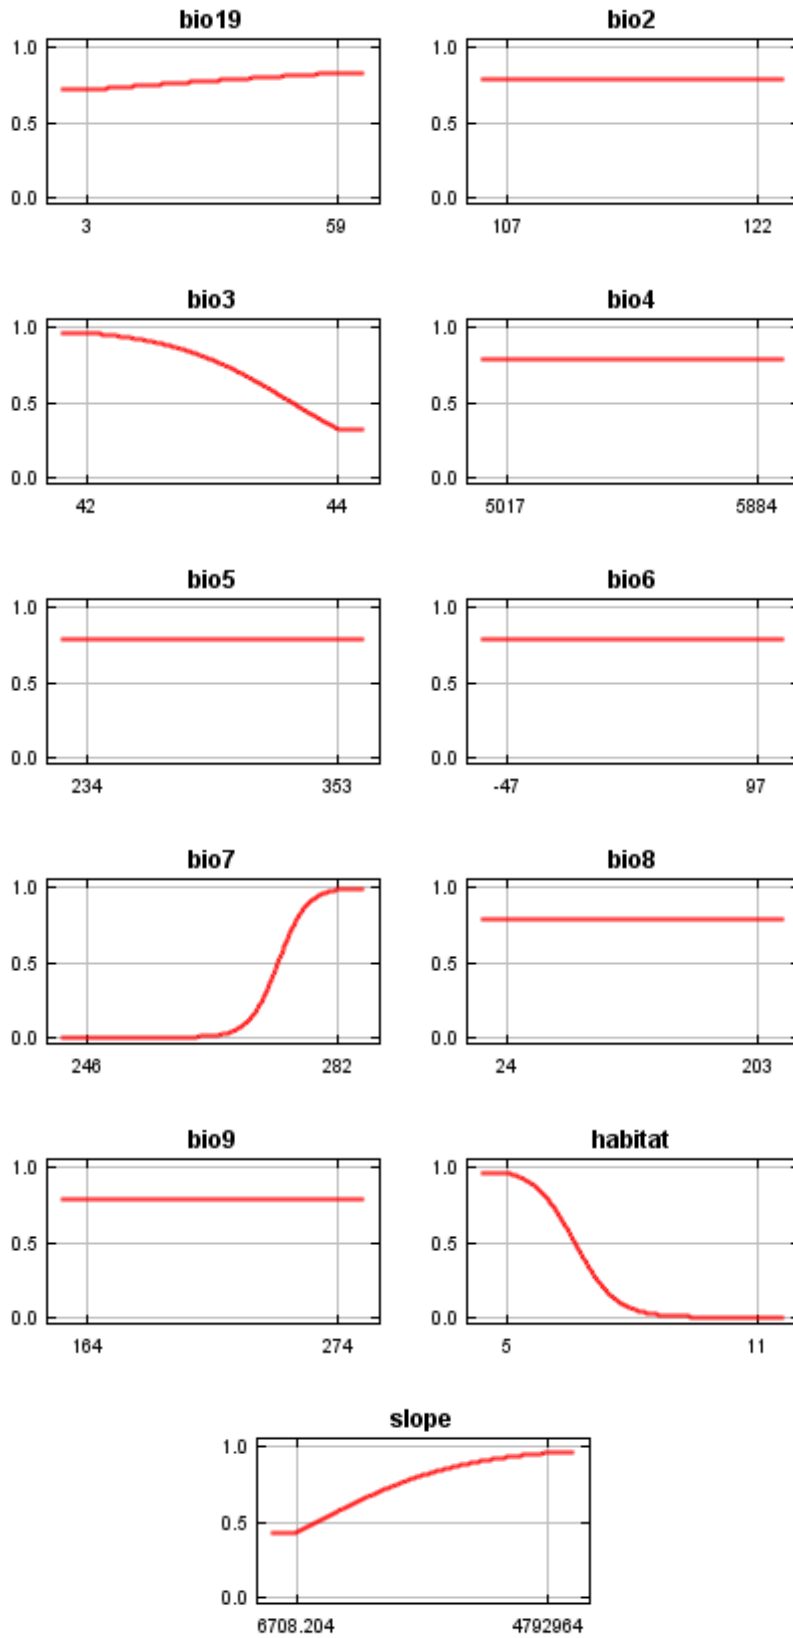 bio19 bio2
1.0 1.0
0.5 0.5
0.0 0.0
3 59 107 122
bio3 bio4
1.0 1.0
0.5 0.5
0.0 0.0
42 44 5017 5884
bio5 bio6
1.0 1.0
0.5 0.5
0.0 0.0
234 353 -47 97
bio7 bio8
1.0 1.0
0.5 0.5
0.0 0.0
246 282 24 203
bio9 habitat
1.0 1.0
0.5 0.5
0.0 0.0
164 274 5 11
slope
1.0
0.5
0.0
6708.204 4792964